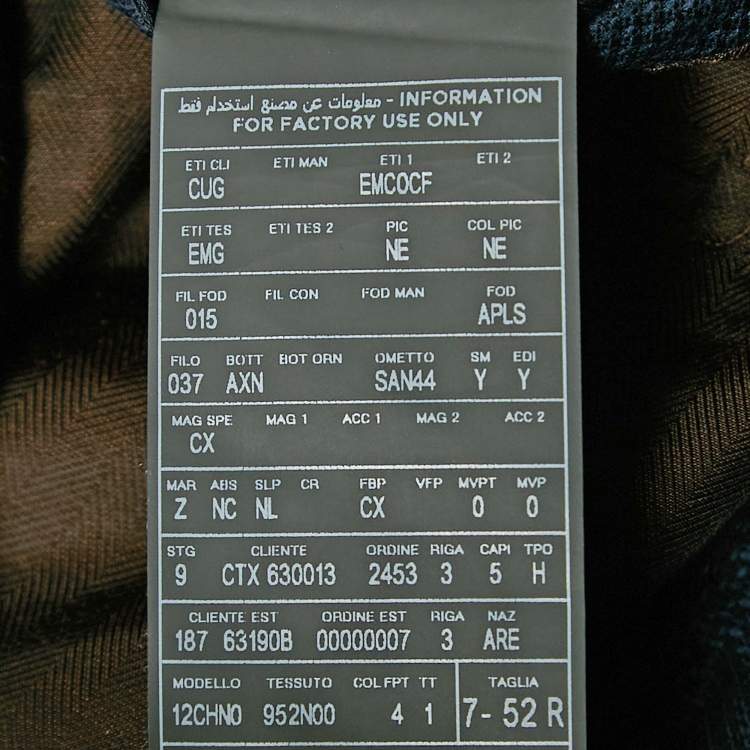 معلومات عن مصنع استخدام فقط - INFORMATION
FOR FACTORY USE ONLY
ETI CLI ETI MAN ETI 1 ETI 2
CUG EMCOCF
ETI TES ETI TES 2 PIC COL PIC
EMG NE NE
FIL FOD FIL CON FOD MAN FOD
015 APLS
FILO BOTT BOT ORN OMETTO SM EDI
037 AXN SAN44 Y Y
MAG SPE MAG 1 ACC 1 MAG 2 ACC 2
CX
MAR ABS SLP CR FBP VFP MVPT MVP
Z NC NL CX 0 0
STG CLIENTE ORDINE RIGA CAPI TPO
9 CTX 630013 2453 3 5 H
CLIENTE EST ORDINE EST RIGA NAZ
187 63190B 00000007 3 ARE
MODELLO TESSUTO COL FPT TT TAGLIA
12CHN0 952N00 4 1 7- 52 R